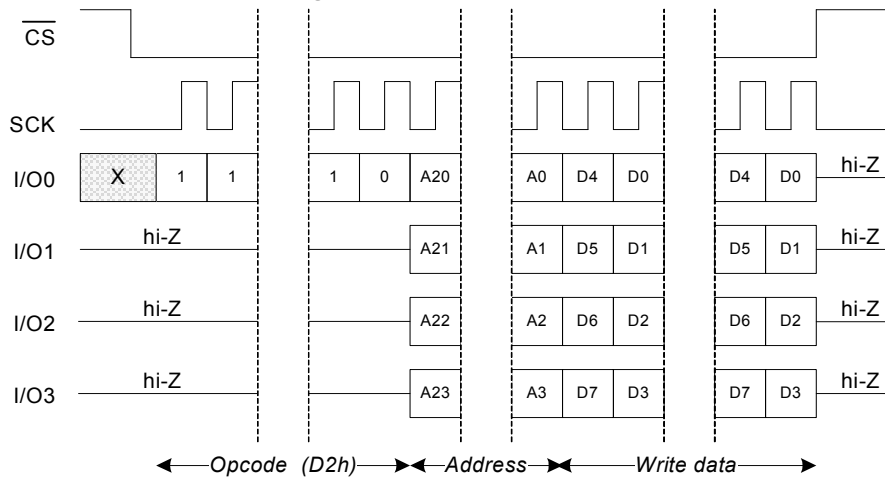 CS
SCK
I/O0 X 1 1 1 0 A20 A0 D4 D0 D4 D0 hi-Z
I/O1 hi-Z A21 A1 D5 D1 D5 D1 hi-Z
I/O2 hi-Z A22 A2 D6 D2 D6 D2 hi-Z
I/O3 hi-Z A23 A3 D7 D3 D7 D3 hi-Z
Opcode (D2h) Address Write data